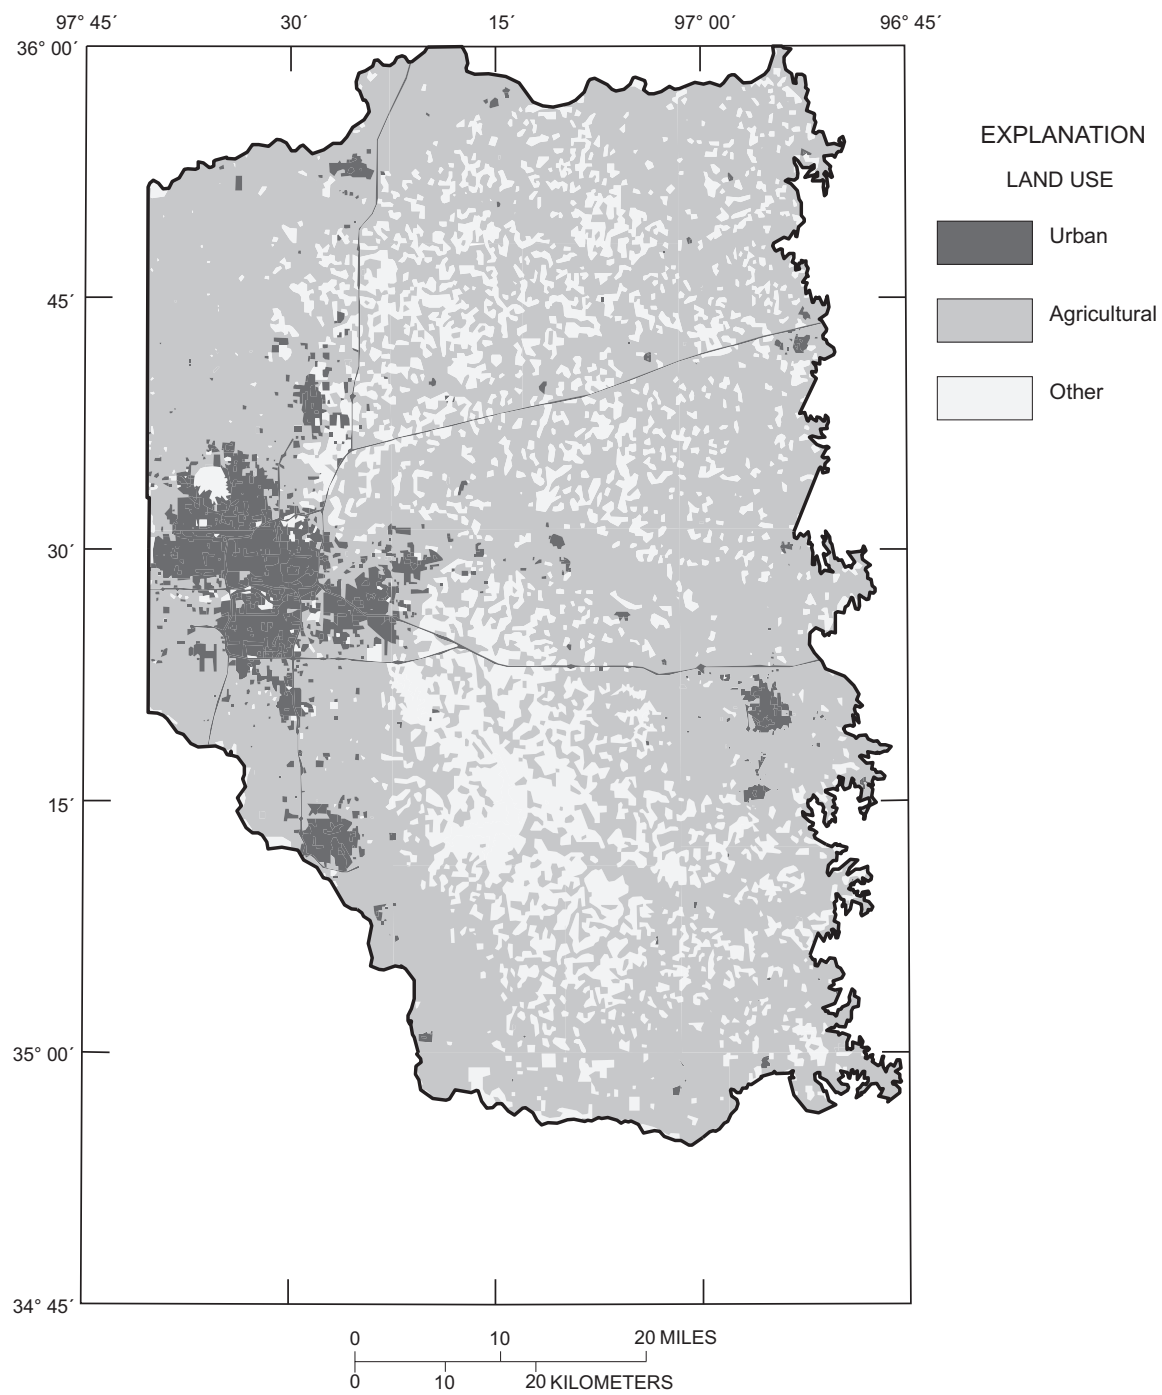 97° 45´ 30´ 15´ 97° 00´ 96° 45´
36° 00´
EXPLANATION
LAND USE
Urban
45´
Agricultural
Other
30´
15´
35° 00´
34° 45´
0 10 20 MILES
0 10 20 KILOMETERS